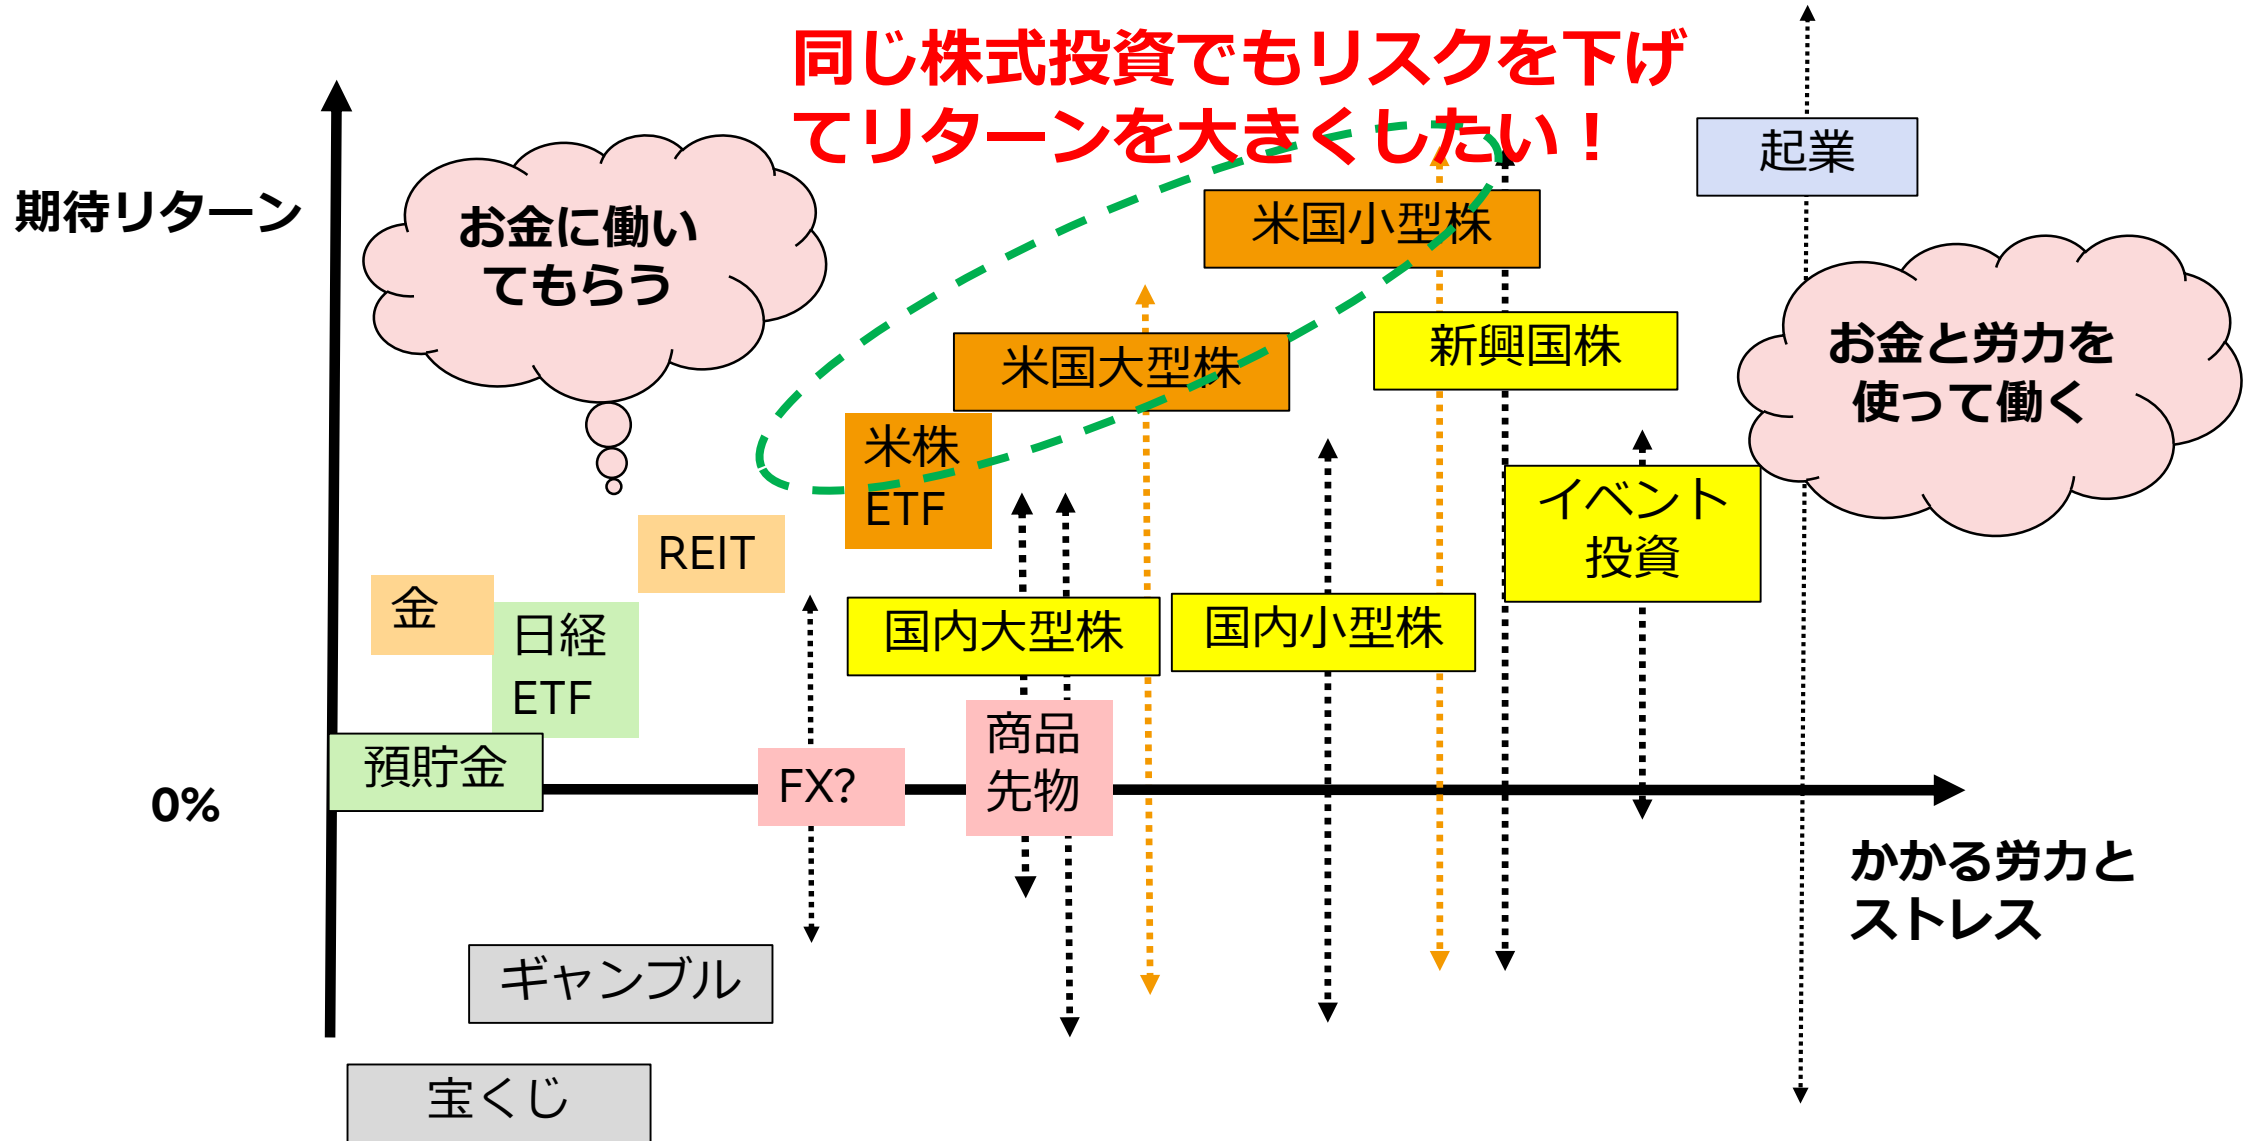 同じ株式投資でもリスクを下げ
てリターンを大きくしたい！
期待リターン
お金に働い
てもらう
起業
米国小型株
お金と労力を
使って働く
新興国株
米国大型株
米株
ETF
イベント
投資
REIT
金
日経
ETF
国内大型株
国内小型株
預貯金
商品
先物
FX?
0%
かかる労力と
ストレス
ギャンブル
宝くじ